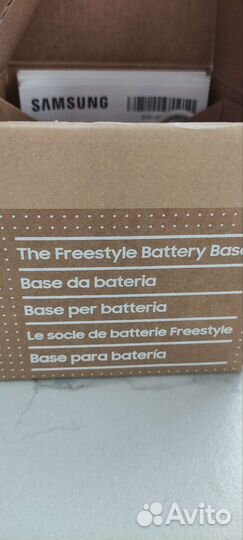 SAMSUNG
The Freestyle Battery Base
Base da bateria
Base per batteria
Le socle de batterie Freestyle
Base para batería
Avito